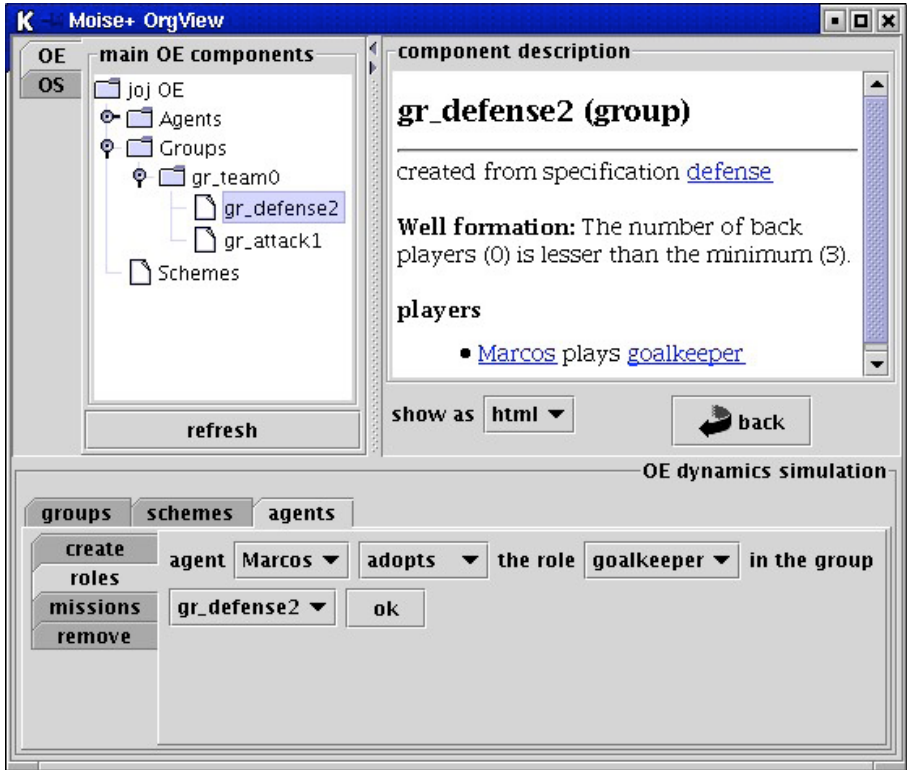 K Moise+ OrgView
OE
OS
main OE components
joj OE
Agents
Groups
gr_team0
gr_defense2
gr_attack1
Schemes
refresh
component description
gr_defense2 (group)
created from specification defense
Well formation: The number of back
players (0) is lesser than the minimum (3).
players
• Marcos plays goalkeeper
show as html
back
OE dynamics simulation
groups schemes agents
create
roles
missions
remove
agent Marcos adopts the role goalkeeper in the group
gr_defense2 ok